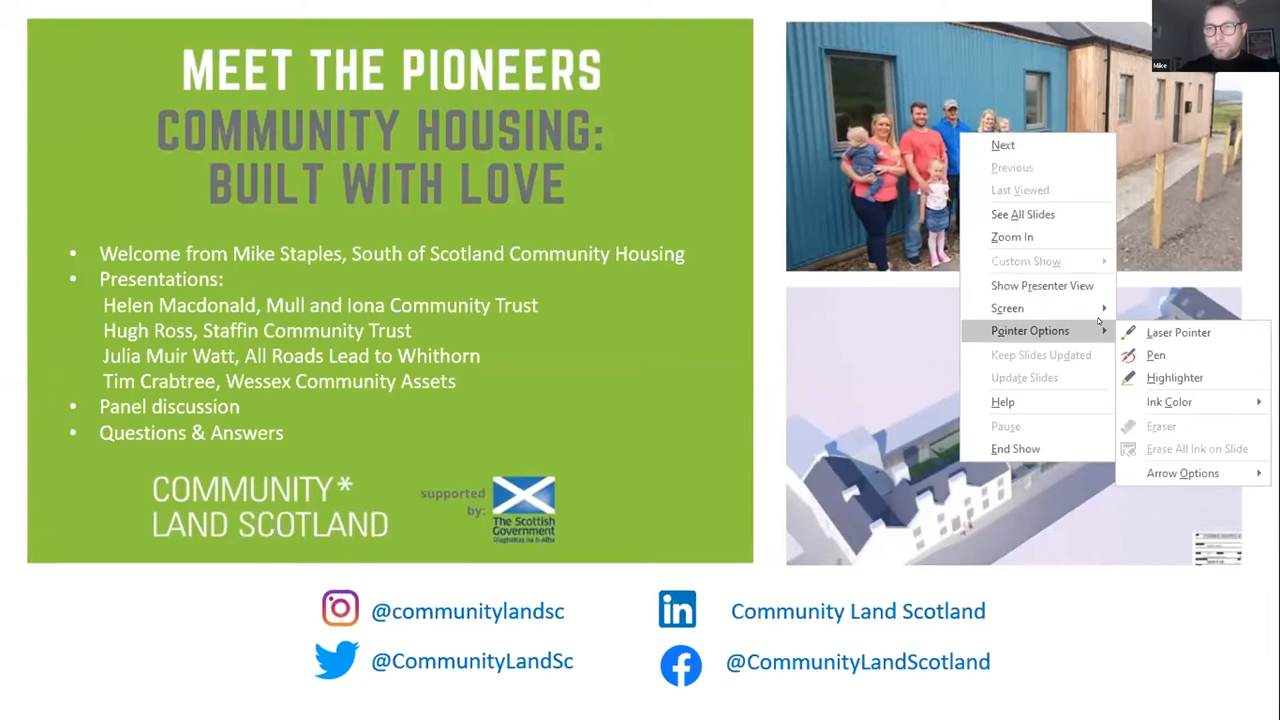 MEET THE PIONEERS
COMMUNITY HOUSING:
BUILT WITH LOVE
• Welcome from Mike Staples, South of Scotland Community Housing
• Presentations:
Helen Macdonald, Mull and Iona Community Trust
Hugh Ross, Staffin Community Trust
Julia Muir Watt, All Roads Lead to Whithorn
Tim Crabtree, Wessex Community Assets
• Panel discussion
• Questions & Answers
COMMUNITY*
LAND SCOTLAND
supported
by:
The Scottish
Government
Riaghaltas na h-Alba
Mike
Next
Previous
Last Viewed
See All Slides
Zoom In
Custom Show
Show Presenter View
Screen
Pointer Options
Keep Slides Updated
Update Slides
Help
Pause
End Show
Laser Pointer
Pen
Highlighter
Ink Color
Eraser
Erase All Ink on Slide
Arrow Options
@communitylandsc
Community Land Scotland
@CommunityLandSc
@CommunityLandScotland